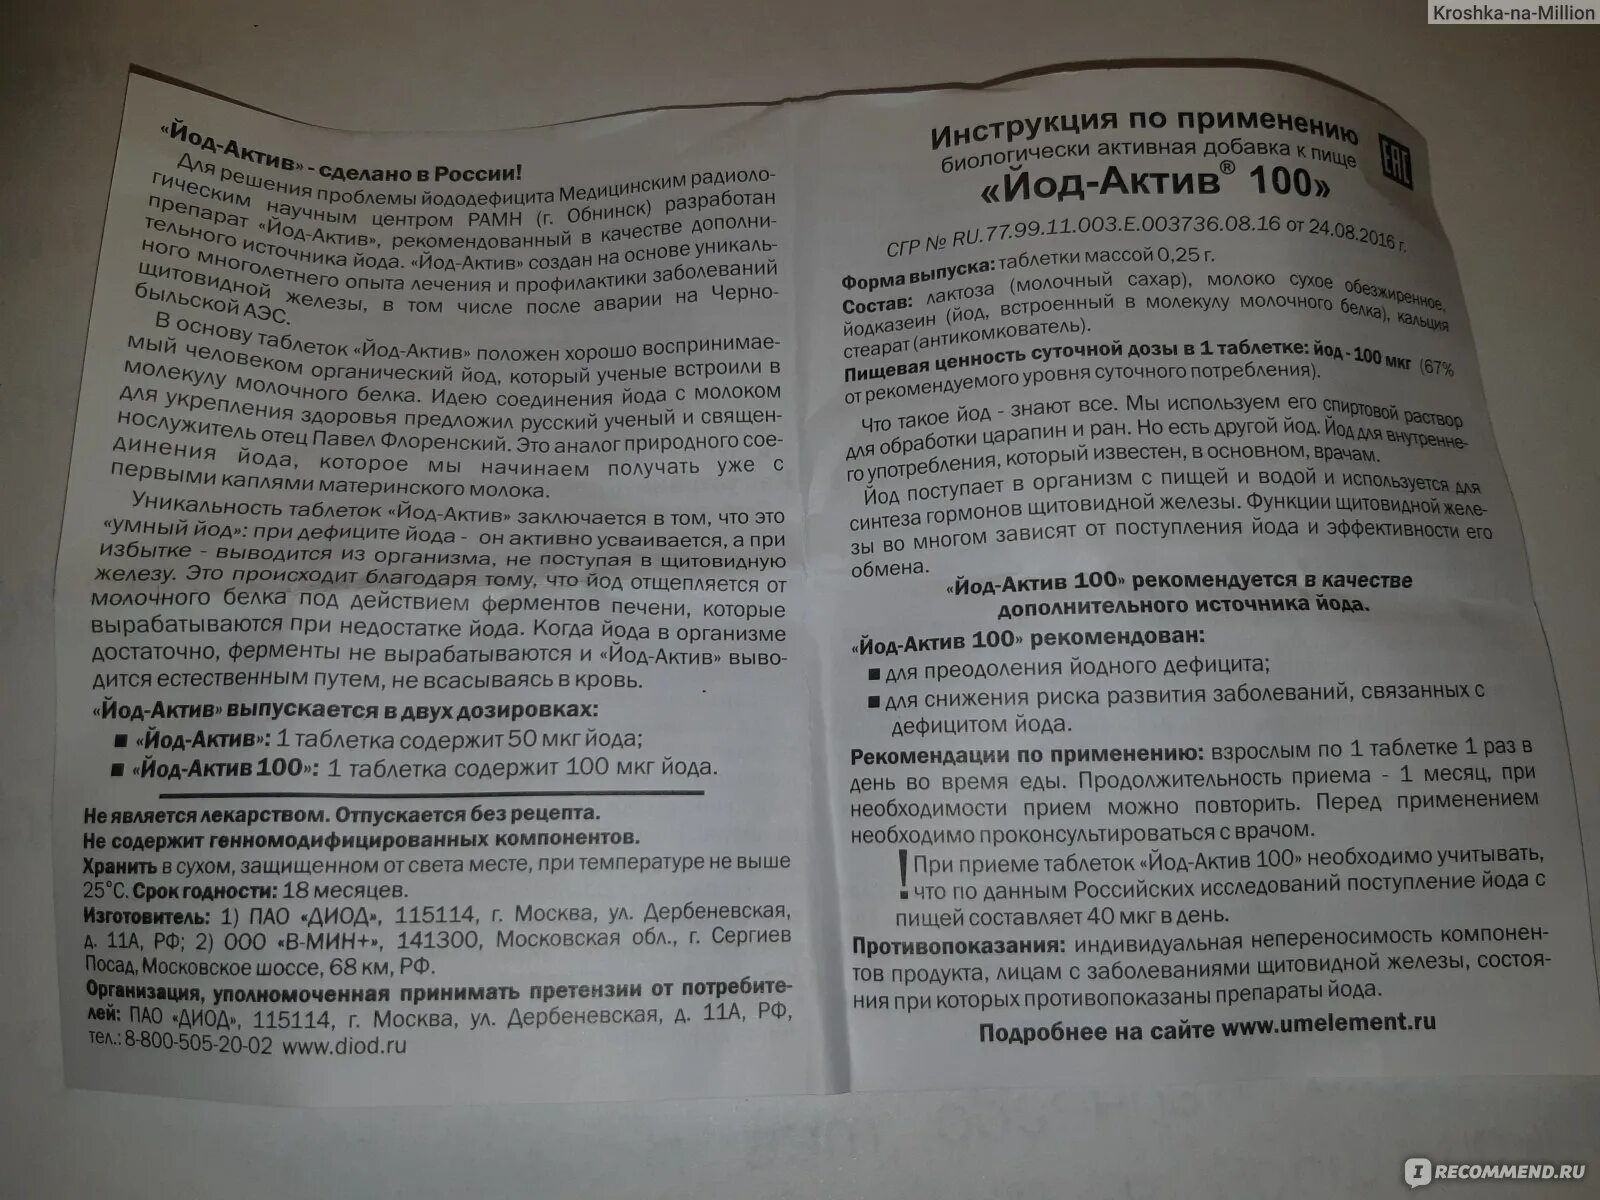 Kroshka-na-Million
«Йод-Актив» - сделано в России!
Для решения проблемы йододефицита Медицинским радиоло-
гическим научным центром РАМН (г. Обнинск) разработан
препарат «Йод-Актив», рекомендованный в качестве дополни-
тельного источника йода. «Йод-Актив» создан на основе уникаль-
ного многолетнего опыта лечения и профилактики заболеваний
щитовидной железы, в том числе после аварии на Черно-
быльской АЭС.
В основу таблеток «Йод-Актив» положен хорошо воспринимае-
мый человеком органический йод, который ученые встроили в
молекулу молочного белка. Идею соединения йода с молоком
для укрепления здоровья предложил русский ученый и священ-
нослужитель отец Павел Флоренский. Это аналог природного сое-
динения йода, которое мы начинаем получать уже с
первыми каплями материнского молока.
Уникальность таблеток «Йод-Актив» заключается в том, что это
«умный йод»: при дефиците йода - он активно усваивается, а при
избытке - выводится из организма, не поступая в щитовидную
железу. Это происходит благодаря тому, что йод отщепляется от
молочного белка под действием ферментов печени, которые
вырабатываются при недостатке йода. Когда йода в организме
достаточно, ферменты не вырабатываются и «Йод-Актив» выво-
дится естественным путем, не всасываясь в кровь.
«Йод-Актив» выпускается в двух дозировках:
■ «Йод-Актив»: 1 таблетка содержит 50 мкг йода;
■ «Йод-Актив 100»: 1 таблетка содержит 100 мкг йода.
Не является лекарством. Отпускается без рецепта.
Не содержит генномодифицированных компонентов.
Хранить в сухом, защищенном от света месте, при температуре не выше
25°С. Срок годности: 18 месяцев.
Изготовитель: 1) ПАО «ДИОД», 115114, г. Москва, ул. Дербеневская,
д. 11А, РФ; 2) ООО «В-МИН+», 141300, Московская обл., г. Сергиев
Посад, Московское шоссе, 68 км, РФ.
Организация, уполномоченная принимать претензии от потребите-
лей: ПАО «ДИОД», 115114, г. Москва, ул. Дербеневская, д. 11А, РФ,
тел.: 8-800-505-20-02 www.diod.ru
Инструкция по применению
биологически активная добавка к пище
«Йод-Актив® 100»
EAC
СГР № RU.77.99.11.003.Е.003736.08.16 от 24.08.2016 г.
Форма выпуска: таблетки массой 0,25 г.
Состав: лактоза (молочный сахар), молоко сухое обезжиренное,
йодказеин (йод, встроенный в молекулу молочного белка), кальция
стеарат (антикомкователь).
Пищевая ценность суточной дозы в 1 таблетке: йод - 100 мкг (67%
от рекомендуемого уровня суточного потребления).
Что такое йод - знают все. Мы используем его спиртовой раствор
для обработки царапин и ран. Но есть другой йод. Йод для внутренне-
го употребления, который известен, в основном, врачам.
Йод поступает в организм с пищей и водой и используется для
синтеза гормонов щитовидной железы. Функции щитовидной желе-
зы во многом зависят от поступления йода и эффективности его
обмена.
«Йод-Актив 100» рекомендуется в качестве
дополнительного источника йода.
«Йод-Актив 100» рекомендован:
■ для преодоления йодного дефицита;
■ для снижения риска развития заболеваний, связанных с
дефицитом йода.
Рекомендации по применению: взрослым по 1 таблетке 1 раз в
день во время еды. Продолжительность приема - 1 месяц, при
необходимости прием можно повторить. Перед применением
необходимо проконсультироваться с врачом.
! При приеме таблеток «Йод-Актив 100» необходимо учитывать,
что по данным Российских исследований поступление йода с
пищей составляет 40 мкг в день.
Противопоказания: индивидуальная непереносимость компонен-
тов продукта, лицам с заболеваниями щитовидной железы, состоя-
ния при которых противопоказаны препараты йода.
Подробнее на сайте www.umelement.ru
IRECOMMEND.RU